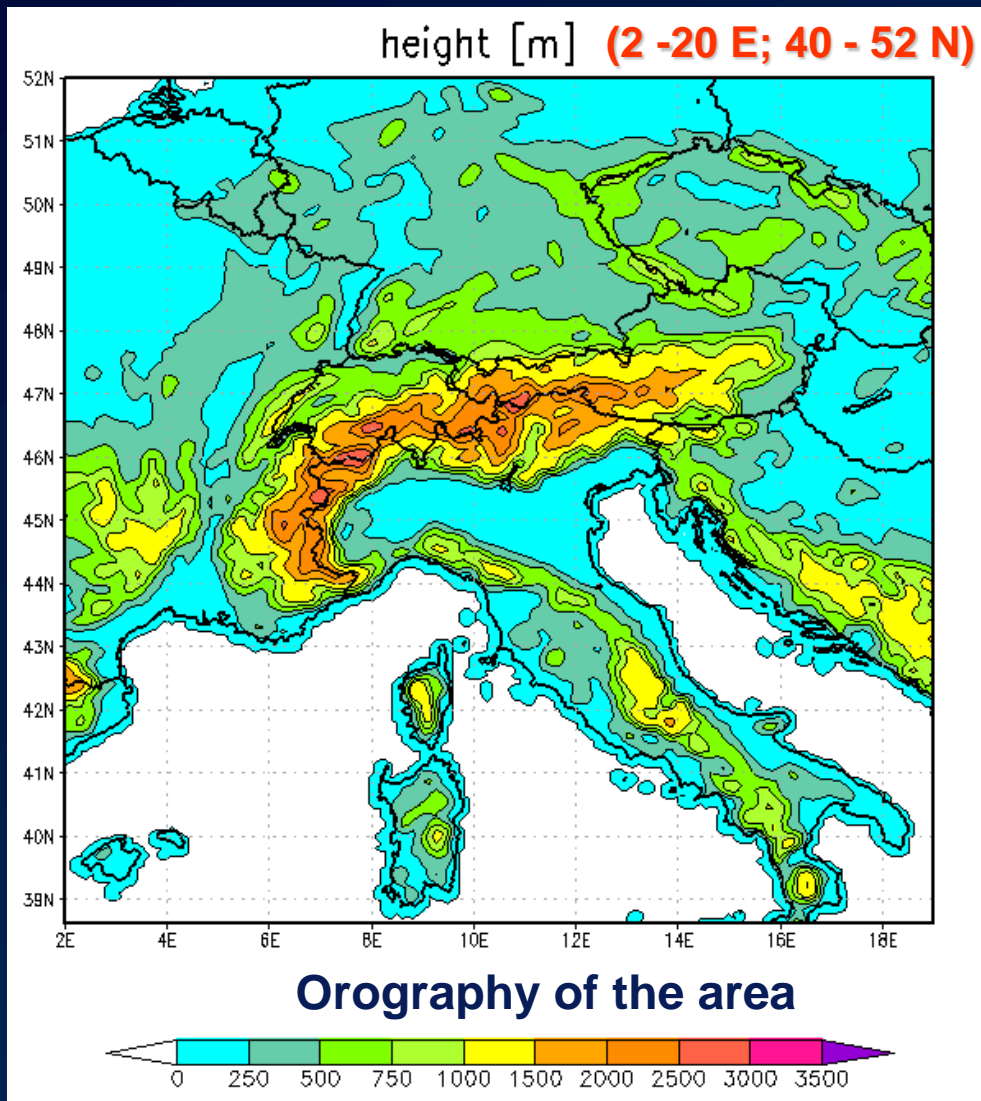 height [m] (2 -20 E; 40 - 52 N)
52N
51N
50N
49N
48N
47N
46N
45N
44N
43N
42N
41N
40N
39N
2E 4E 6E 8E 10E 12E 14E 16E 18E
Orography of the area
0 250 500 750 1000 1500 2000 2500 3000 3500